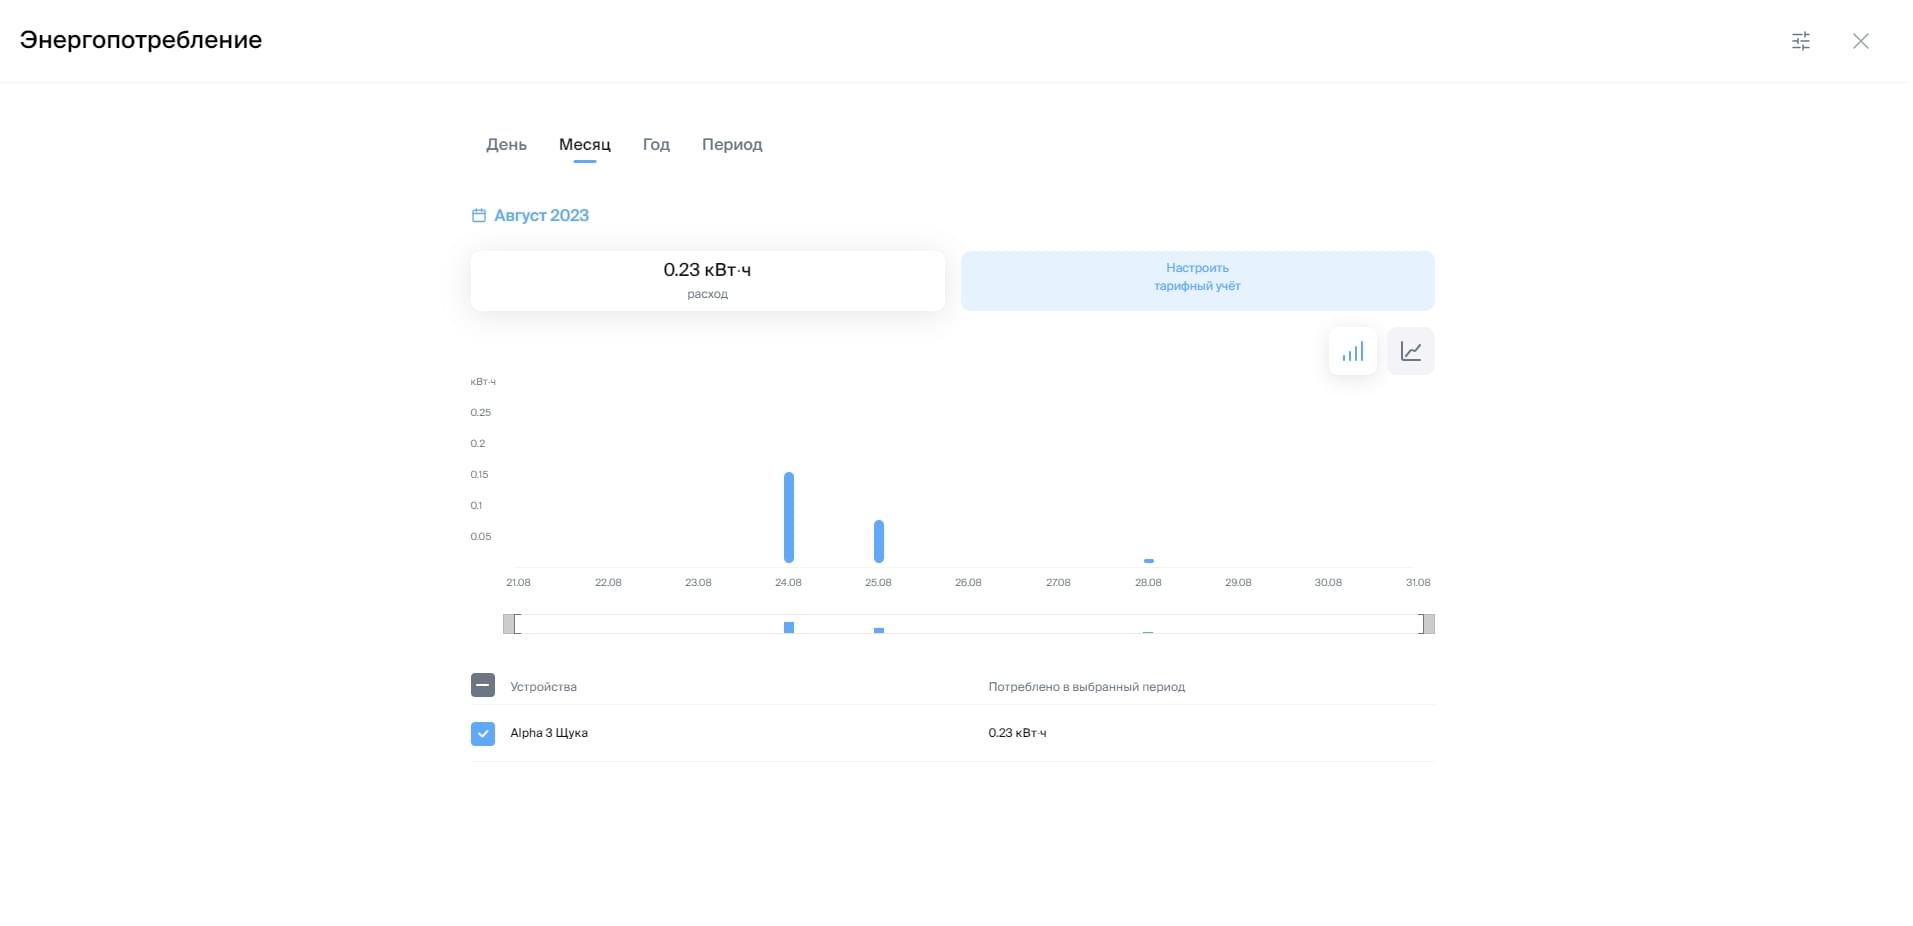 Энергопотребление
День Месяц Год Период
Август 2023
0.23 кВт·ч
расход
Настроить
тарифный учёт
кВт·ч
0.25
0.2
0.15
0.1
0.05
21.08 22.08 23.08 24.08 25.08 26.08 27.08 28.08 29.08 30.08 31.08
Устройства Потреблено в выбранный период
Alpha 3 Щука 0.23 кВт·ч